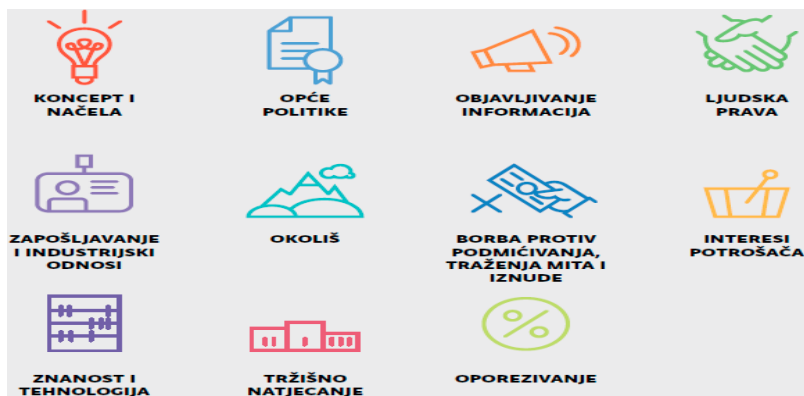 KONCEPT I
NAČELA
OPĆE
POLITIKE
OBJAVLJIVANJE
INFORMACIJA
LJUDSKA
PRAVA
ZAPOŠLJAVANJE
I INDUSTRIJSKI
ODNOSI
OKOLIŠ
BORBA PROTIV
PODMIĆIVANJA,
TRAŽENJA MITA I
IZNUDE
INTERESI
POTROŠAČA
ZNANOST I
TEHNOLOGIJA
TRŽIŠNO
NATJECANJE
OPOREZIVANJE